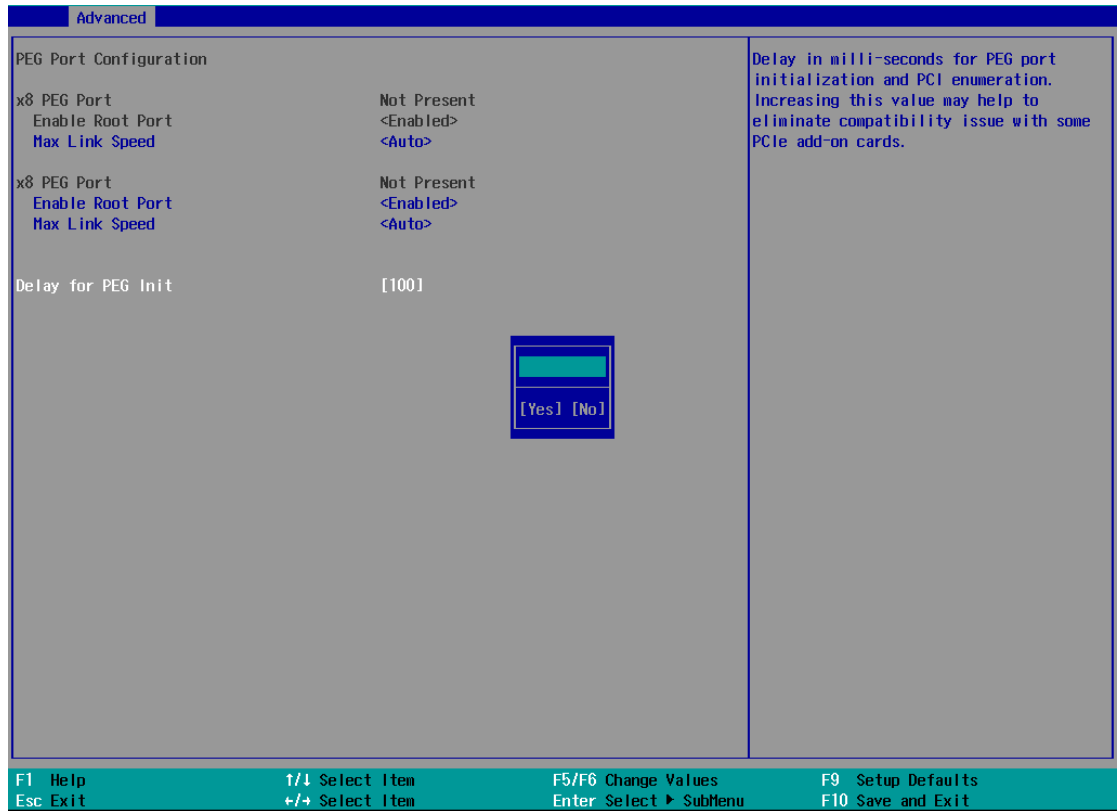 Advanced
PEG Port Configuration
x8 PEG Port Not Present
Enable Root Port <Enabled>
Max Link Speed <Auto>
x8 PEG Port Not Present
Enable Root Port <Enabled>
Max Link Speed <Auto>
Delay for PEG Init [100]
[Yes] [No]
Delay in milli-seconds for PEG port
initialization and PCI enumeration.
Increasing this value may help to
eliminate compatibility issue with some
PCIe add-on cards.
F1 Help ↑/↓ Select Item F5/F6 Change Values F9 Setup Defaults
Esc Exit ←/→ Select Item Enter Select ▶ SubMenu F10 Save and Exit